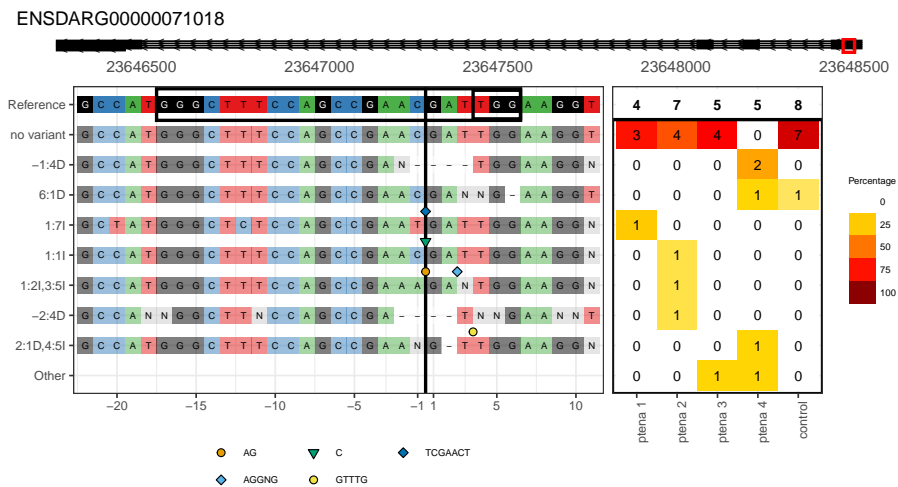 ENSDARG00000071018
23646500 23647000 23647500 23648000 23648500
Reference G C C A T G G G C T T T C C A G C C G A A C G A T T G G A A G G T 4 7 5 5 8
no variant G C C A T G G G C T T T C C A G C C G A A C G A T T G G A A G G T 3 4 4 0 7
−1:4D G C C A T G G G C T T T C C A G C C G A N - - - - T G G A A G G N 0 0 0 2 0
6:1D G C C A T G G G C T T T C C A G C C G A A C G A N N G - A A G G T 0 0 0 1 1
1:7I G C T A T G G G C T C T C C A G C C G A A T G A T T G G A A G G N 1 0 0 0 0
1:1I G C C A T G G G C T T T C C A G C C G A A C G A T T G G A A G G N 0 1 0 0 0
1:2I,3:5I G C C A T G G G C T T T C C A G C C G A A A G A N T G G A A G G N 0 1 0 0 0
−2:4D G C C A N N G G C T T N C C A G C C G A - - - - T N N G A A N N T 0 1 0 0 0
2:1D,4:5I G C C A T G G G C T T T C C A G C C G A A N G - T T G G A A G G N 0 0 0 1 0
Other 0 0 1 1 0
−20 −15 −10 −5 −1 1 5 10
ptena 1
ptena 2
ptena 3
ptena 4
control
Percentage
0
25
50
75
100
AG C TCGAACT
AGGNG GTTTG